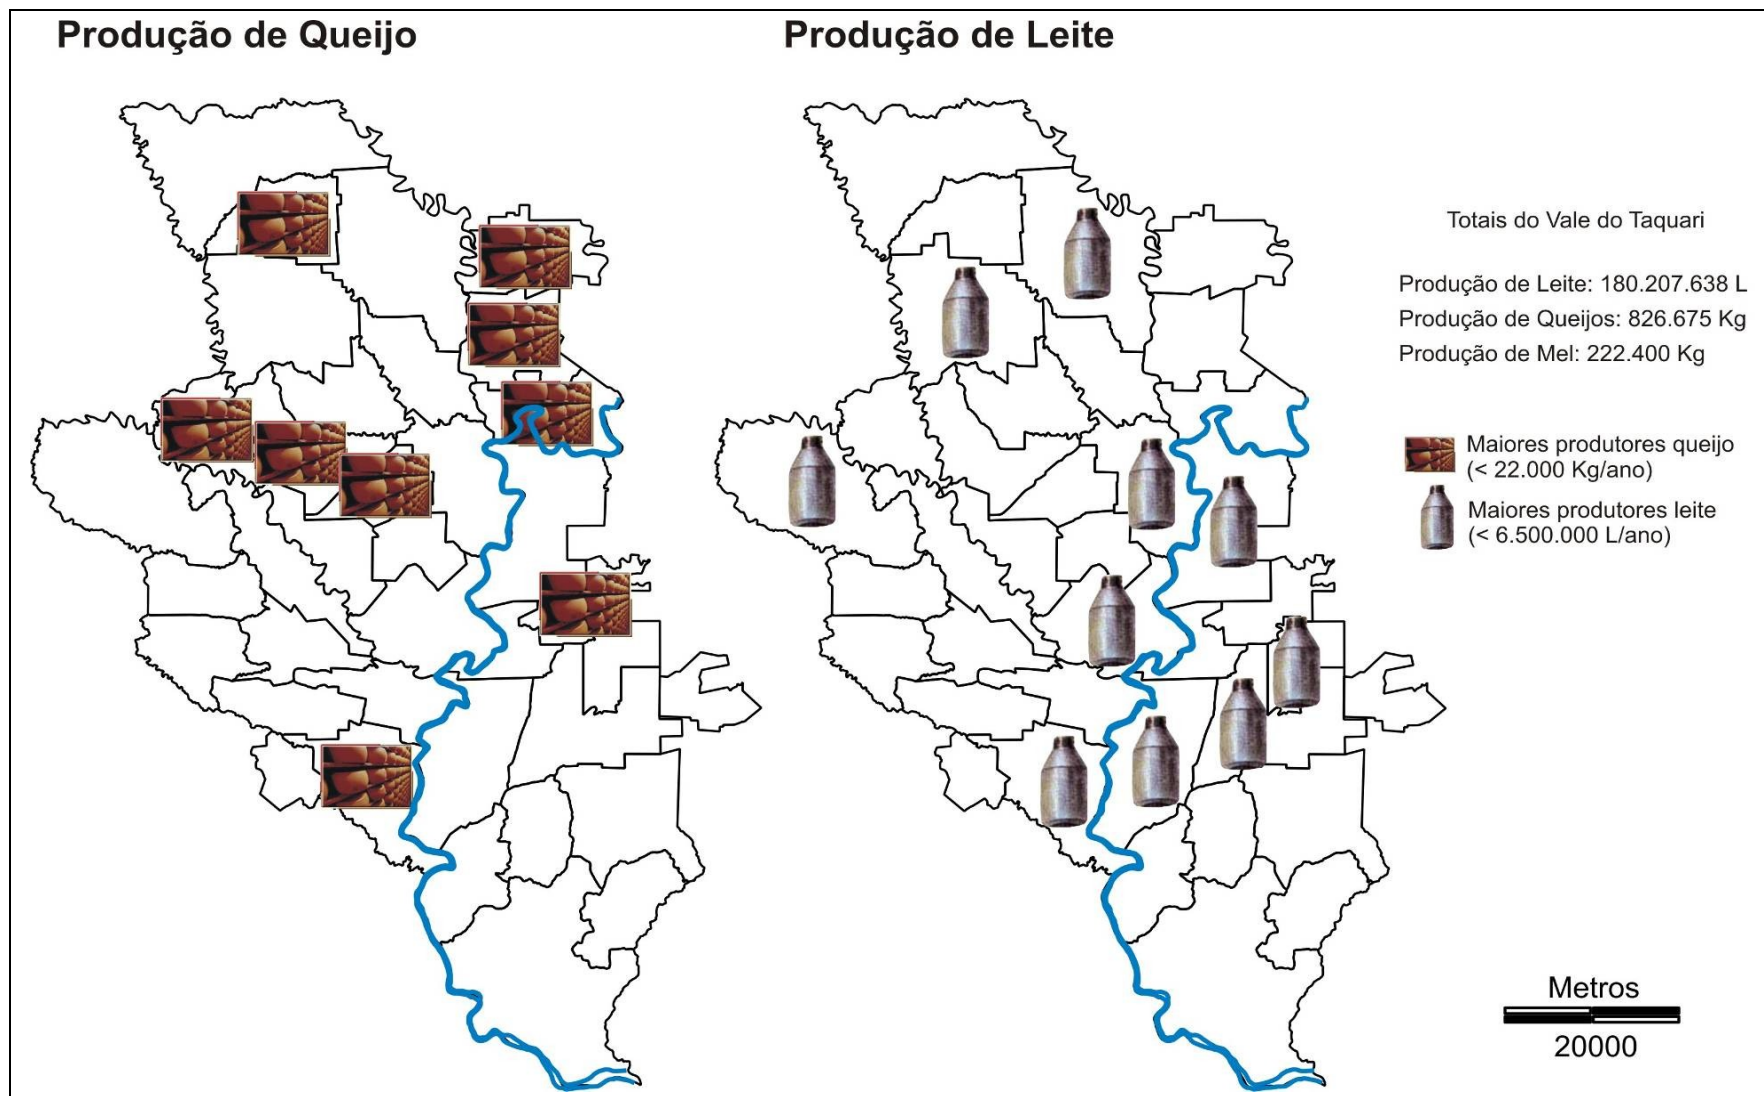 Produção de Queijo
Produção de Leite
Totais do Vale do Taquari
Produção de Leite: 180.207.638 L
Produção de Queijos: 826.675 Kg
Produção de Mel: 222.400 Kg
Maiores produtores queijo
(< 22.000 Kg/ano)
Maiores produtores leite
(< 6.500.000 L/ano)
Metros
20000